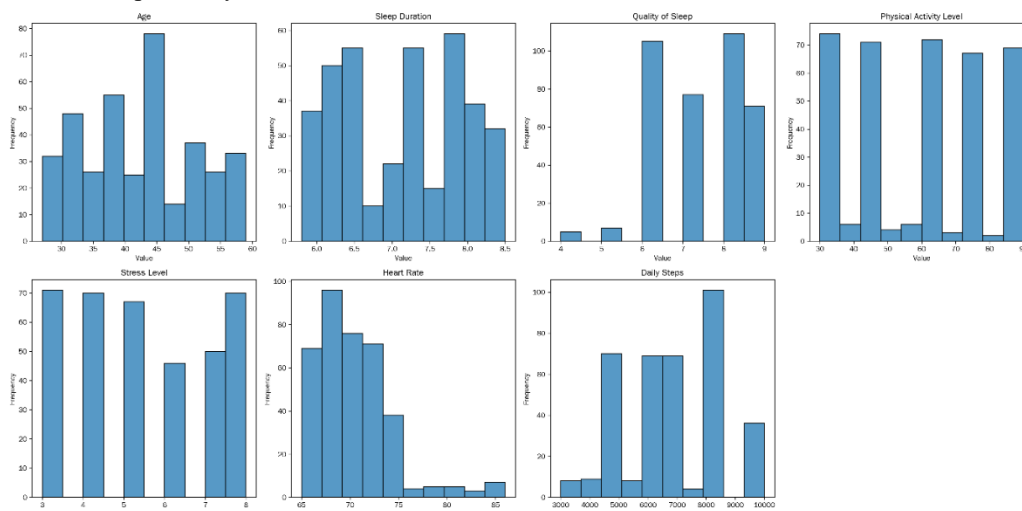 Age
80
70
60
50
40
30
20
10
0
Frequency
30 35 40 45 50 55 60
Value
Sleep Duration
60
50
40
30
20
10
0
Frequency
6.0 6.5 7.0 7.5 8.0 8.5
Value
Quality of Sleep
100
80
60
40
20
0
Frequency
4 5 6 7 8 9
Value
Physical Activity Level
70
60
50
40
30
20
10
0
Frequency
30 40 50 60 70 80
Value
Stress Level
70
60
50
40
30
20
10
0
Frequency
3 4 5 6 7 8
Heart Rate
100
80
60
40
20
0
Frequency
65 70 75 80 85
Daily Steps
100
80
60
40
20
0
Frequency
3000 4000 5000 6000 7000 8000 9000 10000